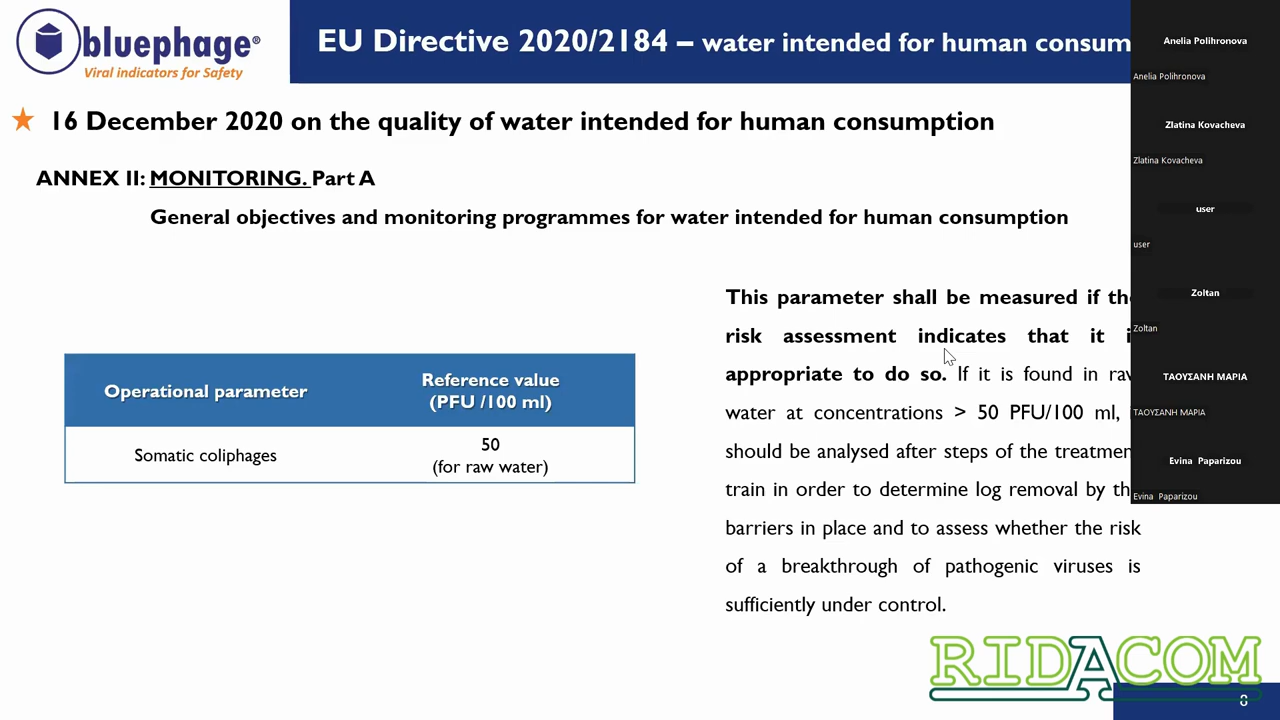 bluephage®
Viral indicators for Safety
EU Directive 2020/2184 – water intended for human consum
16 December 2020 on the quality of water intended for human consumption
ANNEX II: MONITORING. Part A
General objectives and monitoring programmes for water intended for human consumption
Operational parameter
Reference value
(PFU /100 ml)
Somatic coliphages
50
(for raw water)
This parameter shall be measured if the
risk assessment indicates that it i
appropriate to do so. If it is found in raw
water at concentrations > 50 PFU/100 ml,
should be analysed after steps of the treatmen
train in order to determine log removal by th
barriers in place and to assess whether the risk
of a breakthrough of pathogenic viruses is
sufficiently under control.
Anelia Polihronova
Anelia Polihronova
Zlatina Kovacheva
Zlatina Kovacheva
user
user
Zoltan
Zoltan
ΤΑΟΥΣΑΝΗ ΜΑΡΙΑ
ΤΑΟΥΣΑΝΗ ΜΑΡΙΑ
Evina Paparizou
Evina Paparizou
RIDACOM
8